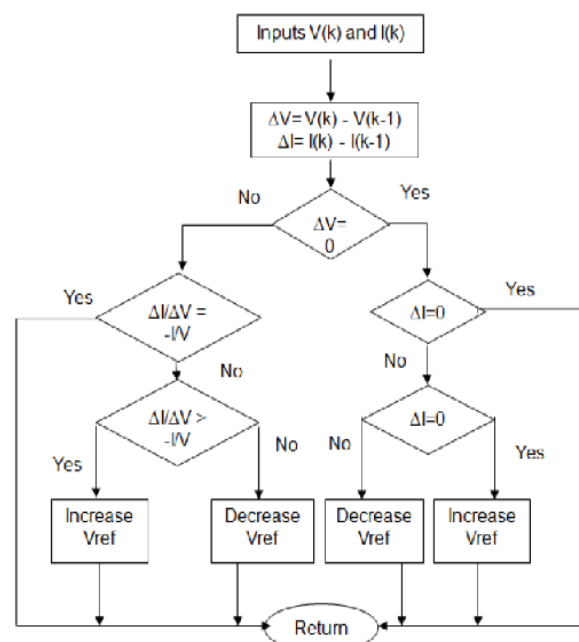 Inputs V(k) and I(k)
ΔV= V(k) - V(k-1)
ΔI= I(k) - I(k-1)
No
Yes
ΔV=
0
Yes
ΔI/ΔV =
-I/V
ΔI=0
Yes
No
No
ΔI/ΔV >
-I/V
ΔI=0
Yes
No
No
Yes
Increase
Vref
Decrease
Vref
Decrease
Vref
Increase
Vref
Return